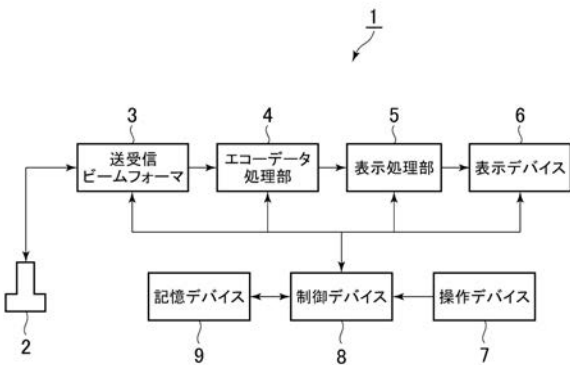 1
3
4
5
6
送受信
ビームフォーマ
エコーデータ
処理部
表示処理部
表示デバイス
記憶デバイス
制御デバイス
操作デバイス
2
9
8
7